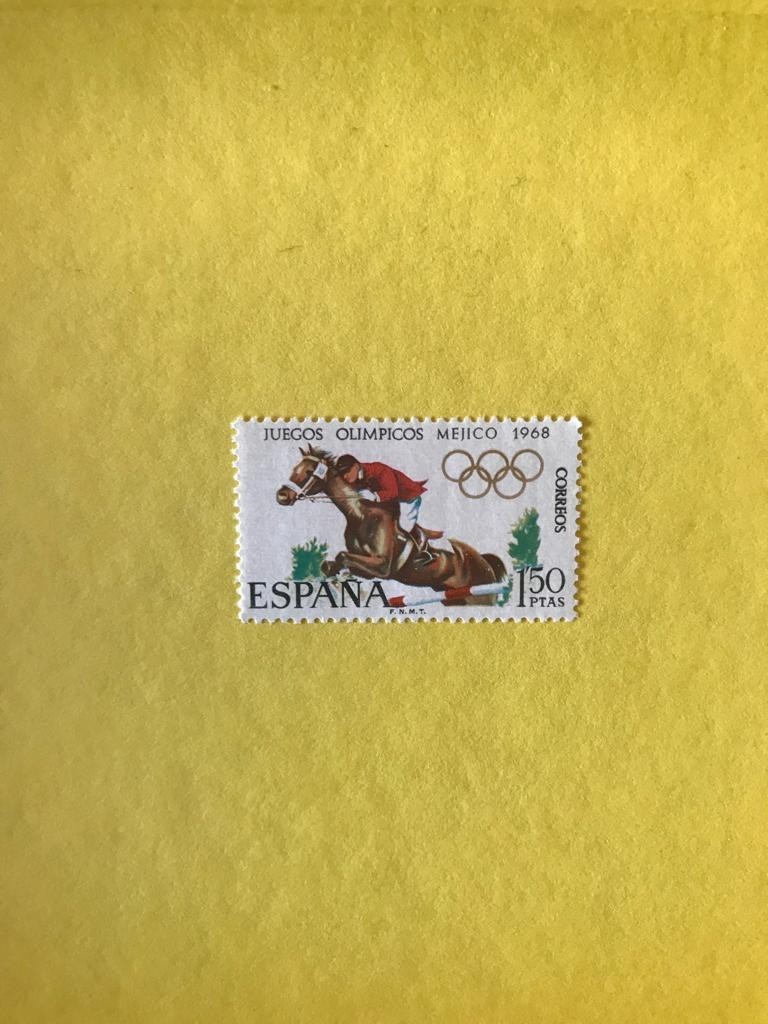 JUEGOS OLIMPICOS MEJICO 1968
CORREOS
ESPAÑA
F.N.M.T.
1'50
PTAS